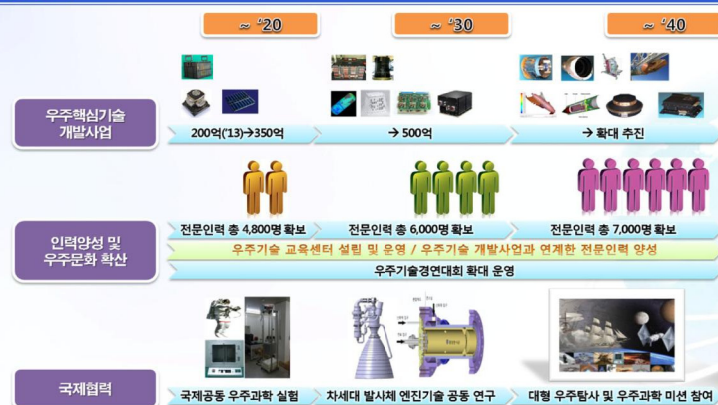 ~ '20
~ '30
~ '40
우주핵심기술
개발사업
200억('13)→350억
→ 500억
→ 확대 추진
인력양성 및
우주문화 확산
전문인력 총 4,800명 확보
전문인력 총 6,000명 확보
전문인력 총 7,000명 확보
우주기술 교육센터 설립 및 운영 / 우주기술 개발사업과 연계한 전문인력 양성
우주기술경연대회 확대 운영
국제협력
국제공동 우주과학 실험
차세대 발사체 엔진기술 공동 연구
대형 우주탐사 및 우주과학 미션 참여